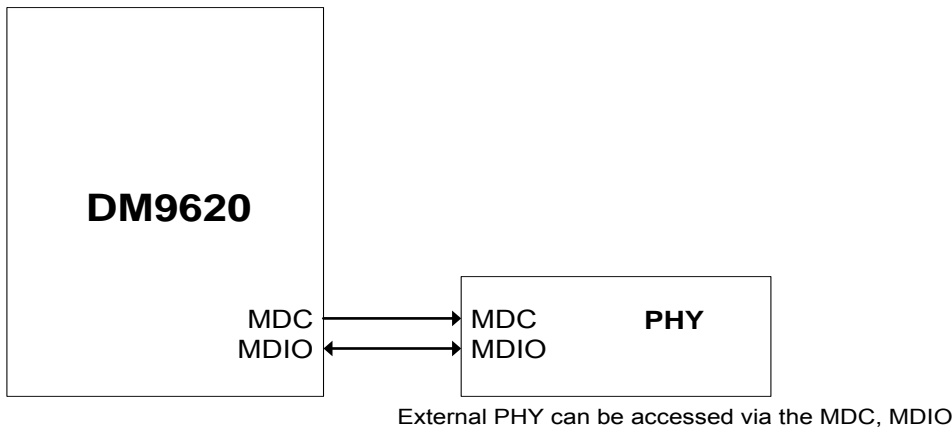 DM9620
MDC MDC PHY
MDIO MDIO
External PHY can be accessed via the MDC, MDIO